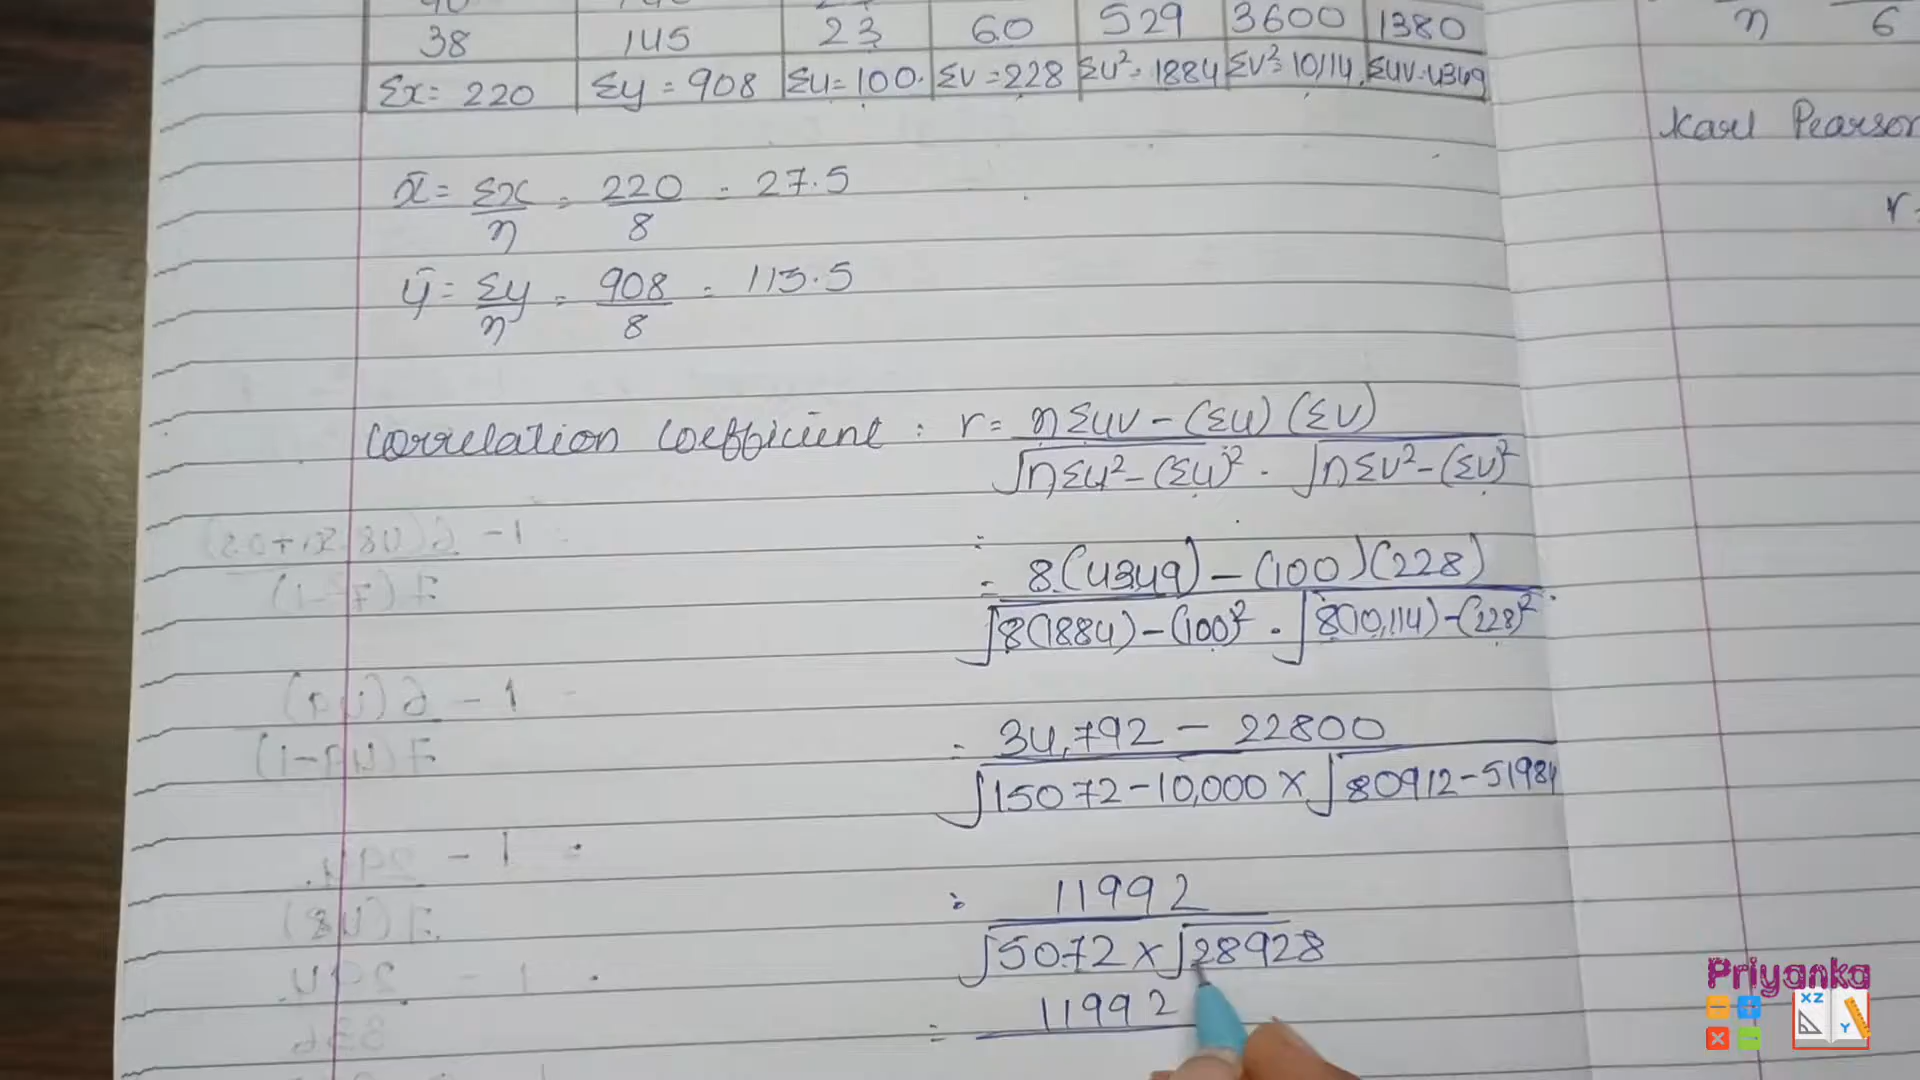 38 145 23 60 529 3600 1380
Σx = 220 Σy = 908 Σu = 100. Σv = 228 Σu² = 1884 Σv² = 10,114, Σuv = 4349
x̄ = Σx/n = 220/8 = 27.5
ȳ = Σy/n = 908/8 = 113.5
Correlation Coefficient : r = nΣuv - (Σu) (Σv) / √nΣu² - (Σu)² · √nΣv² - (Σv)²
= 8(4349) - (100)(228) / √8(1884) - (100)² · √8(10,114) - (228)²
= 34,792 - 22800 / √15072 - 10,000 × √80912 - 51984
= 11992 / √5072 × √28928
= 11992
n 6
Karl Pearson
r =
Priyanka
XZ
Y